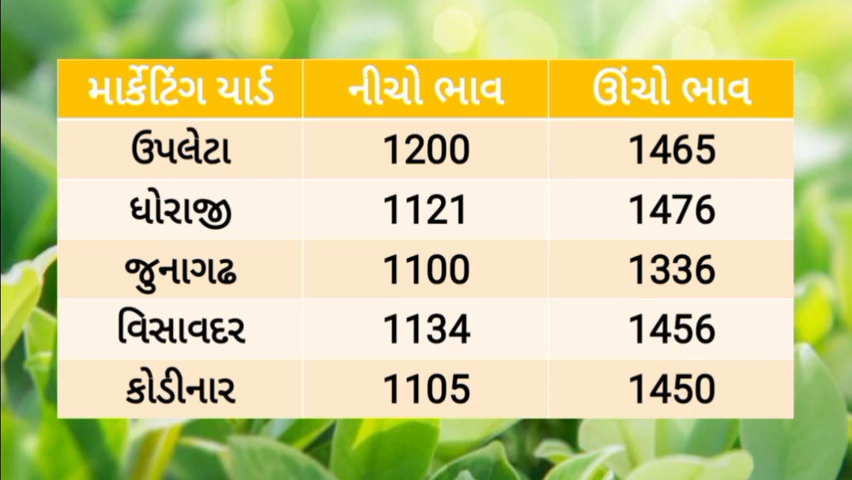 માર્કેટિંગ યાર્ડ નીચો ભાવ ઊંચો ભાવ
ઉપલેટા 1200 1465
ધોરાજી 1121 1476
જુનાગઢ 1100 1336
વિસાવદર 1134 1456
કોડીનાર 1105 1450